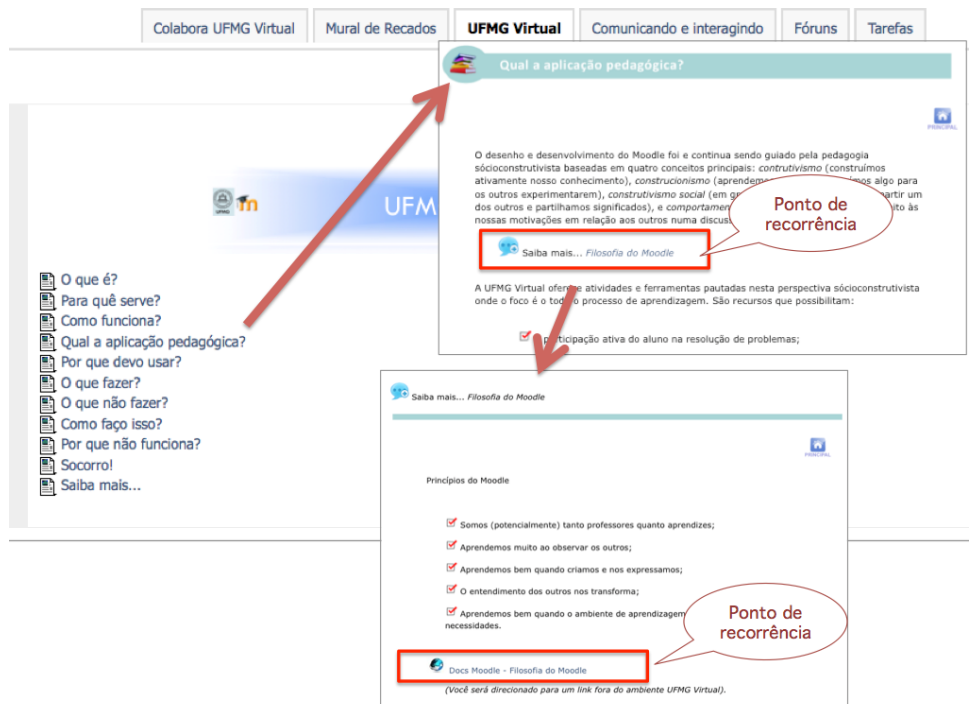 Colabora UFMG Virtual
Mural de Recados
UFMG Virtual
Comunicando e interagindo
Fóruns
Tarefas
Qual a aplicação pedagógica?
PRINCIPAL
O desenho e desenvolvimento do Moodle foi e continua sendo guiado pela pedagogia
sócioconstrutivista baseadas em quatro conceitos principais: contrutivismo (construímos
ativamente nosso conhecimento), construcionismo (aprendemos algo para
os outros experimentarem), construtivismo social (em partir um
dos outros e partilhamos significados), e às
nossas motivações em relação aos outros numa
Ponto de
recorrência
Saiba mais... Filosofia do Moodle
A UFMG Virtual atividades e ferramentas pautadas nesta perspectiva sócioconstrutivista
onde o foco é o processo de aprendizagem. São recursos que possibilitam:
participação ativa do aluno na resolução de problemas;
UFMG
UFM
O que é?
Para quê serve?
Como funciona?
Qual a aplicação pedagógica?
Por que devo usar?
O que fazer?
O que não fazer?
Como faço isso?
Por que não funciona?
Socorro!
Saiba mais...
Saiba mais... Filosofia do Moodle
PRINCIPAL
Princípios do Moodle
Somos (potencialmente) tanto professores quanto aprendizes;
Aprendemos muito ao observar os outros;
Aprendemos bem quando criamos e nos expressamos;
O entendimento dos outros nos transforma;
Aprendemos bem quando o ambiente de aprendizagem
necessidades.
Ponto de
recorrência
Docs Moodle - Filosofia do Moodle
(Você será direcionado para um link fora do ambiente UFMG Virtual).